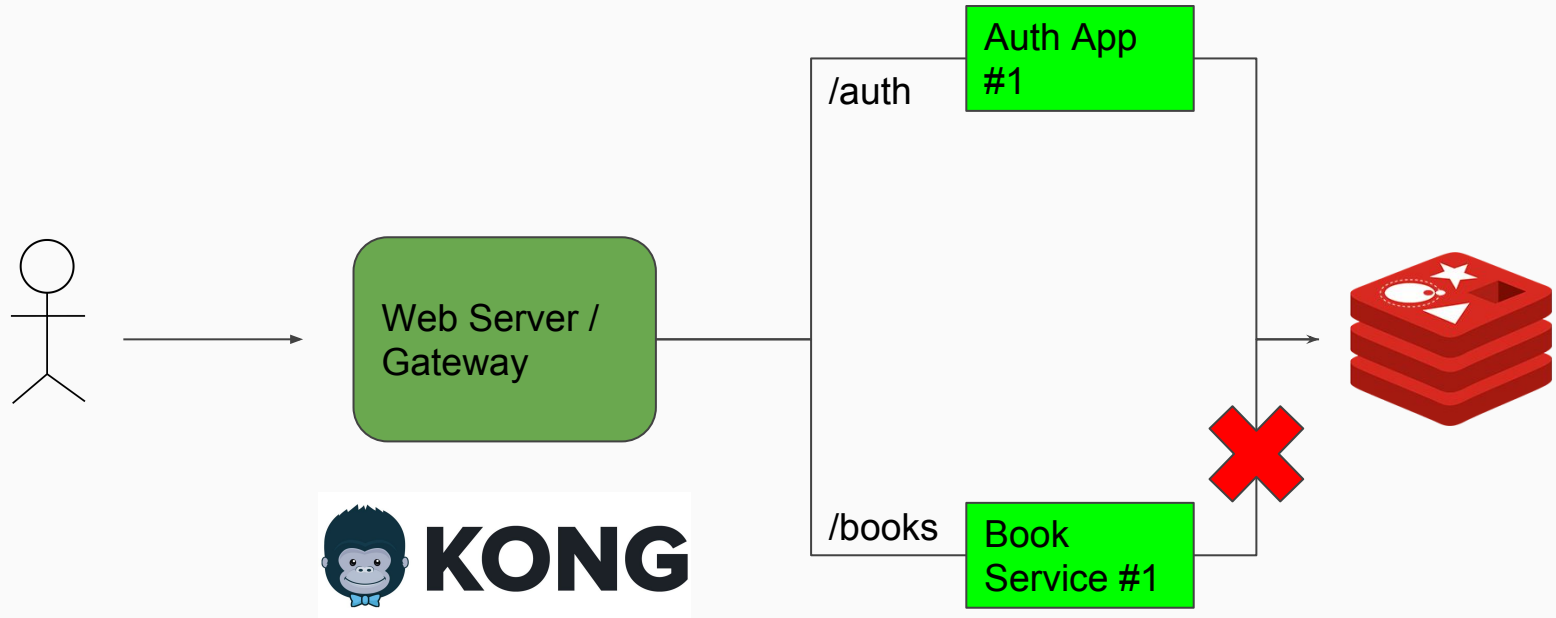 Auth App
#1
/auth
Web Server /
Gateway
KONG
/books
Book
Service #1